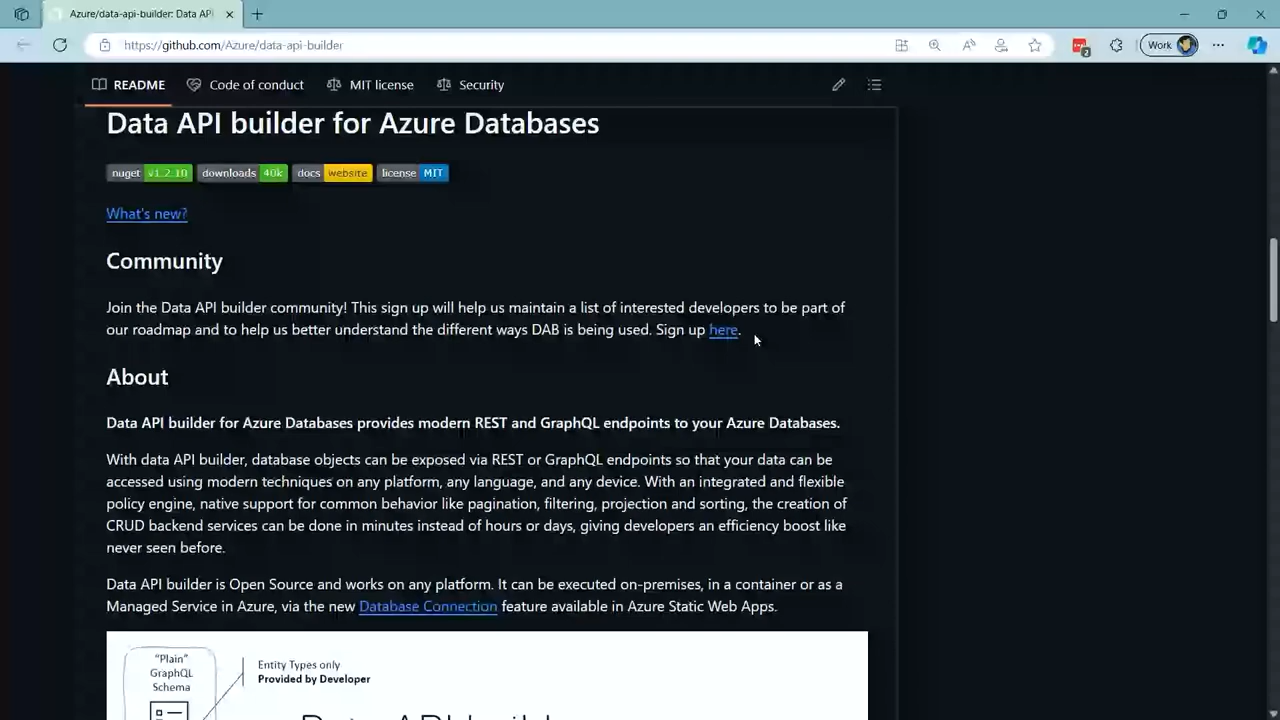 Azure/data-api-builder: Data API
https://github.com/Azure/data-api-builder
2
Work
README
Code of conduct
MIT license
Security
Data API builder for Azure Databases
nuget v1.2.10
downloads 40k
docs website
license MIT
What's new?
Community
Join the Data API builder community! This sign up will help us maintain a list of interested developers to be part of
our roadmap and to help us better understand the different ways DAB is being used. Sign up here.
About
Data API builder for Azure Databases provides modern REST and GraphQL endpoints to your Azure Databases.
With data API builder, database objects can be exposed via REST or GraphQL endpoints so that your data can be
accessed using modern techniques on any platform, any language, and any device. With an integrated and flexible
policy engine, native support for common behavior like pagination, filtering, projection and sorting, the creation of
CRUD backend services can be done in minutes instead of hours or days, giving developers an efficiency boost like
never seen before.
Data API builder is Open Source and works on any platform. It can be executed on-premises, in a container or as a
Managed Service in Azure, via the new Database Connection feature available in Azure Static Web Apps.
"Plain"
GraphQL
Schema
Entity Types only
Provided by Developer